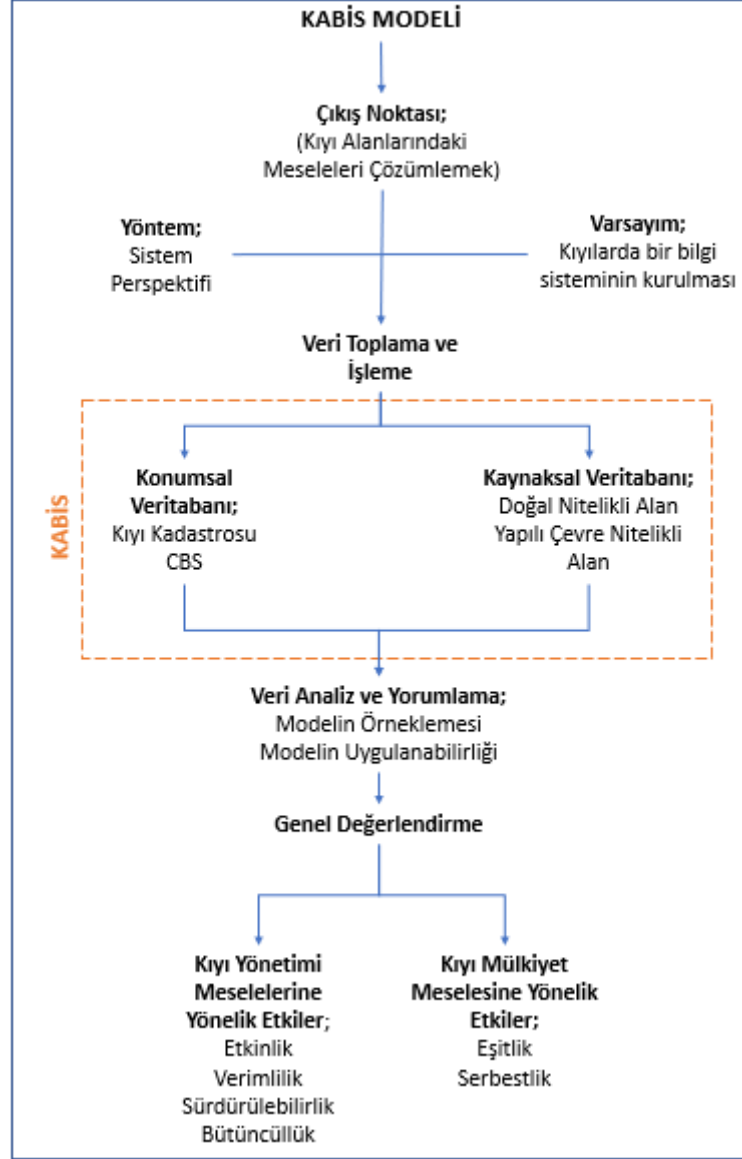 KABİS MODELİ
Çıkış Noktası;
(Kıyı Alanlarındaki
Meseleleri Çözümlemek)
Yöntem;
Sistem
Perspektifi
Varsayım;
Kıyılarda bir bilgi
sisteminin kurulması
Veri Toplama ve
İşleme
KABİS
Konumsal
Veritabanı;
Kıyı Kadastrosu
CBS
Kaynaksal Veritabanı;
Doğal Nitelikli Alan
Yapılı Çevre Nitelikli
Alan
Veri Analiz ve Yorumlama;
Modelin Örneklemesi
Modelin Uygulanabilirliği
Genel Değerlendirme
Kıyı Yönetimi
Meselelerine
Yönelik Etkiler;
Etkinlik
Verimlilik
Sürdürülebilirlik
Bütüncüllük
Kıyı Mülkiyet
Meselesine Yönelik
Etkiler;
Eşitlik
Serbestlik